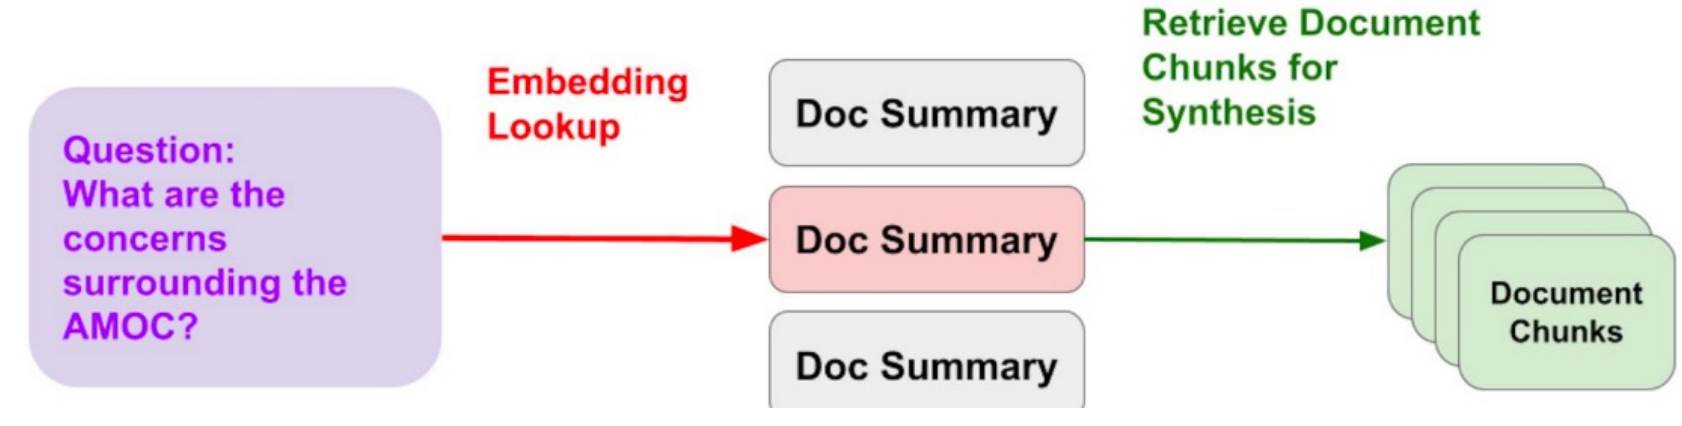 Question:
What are the
concerns
surrounding the
AMOC?
Embedding
Lookup
Doc Summary
Doc Summary
Doc Summary
Retrieve Document
Chunks for
Synthesis
Document
Chunks